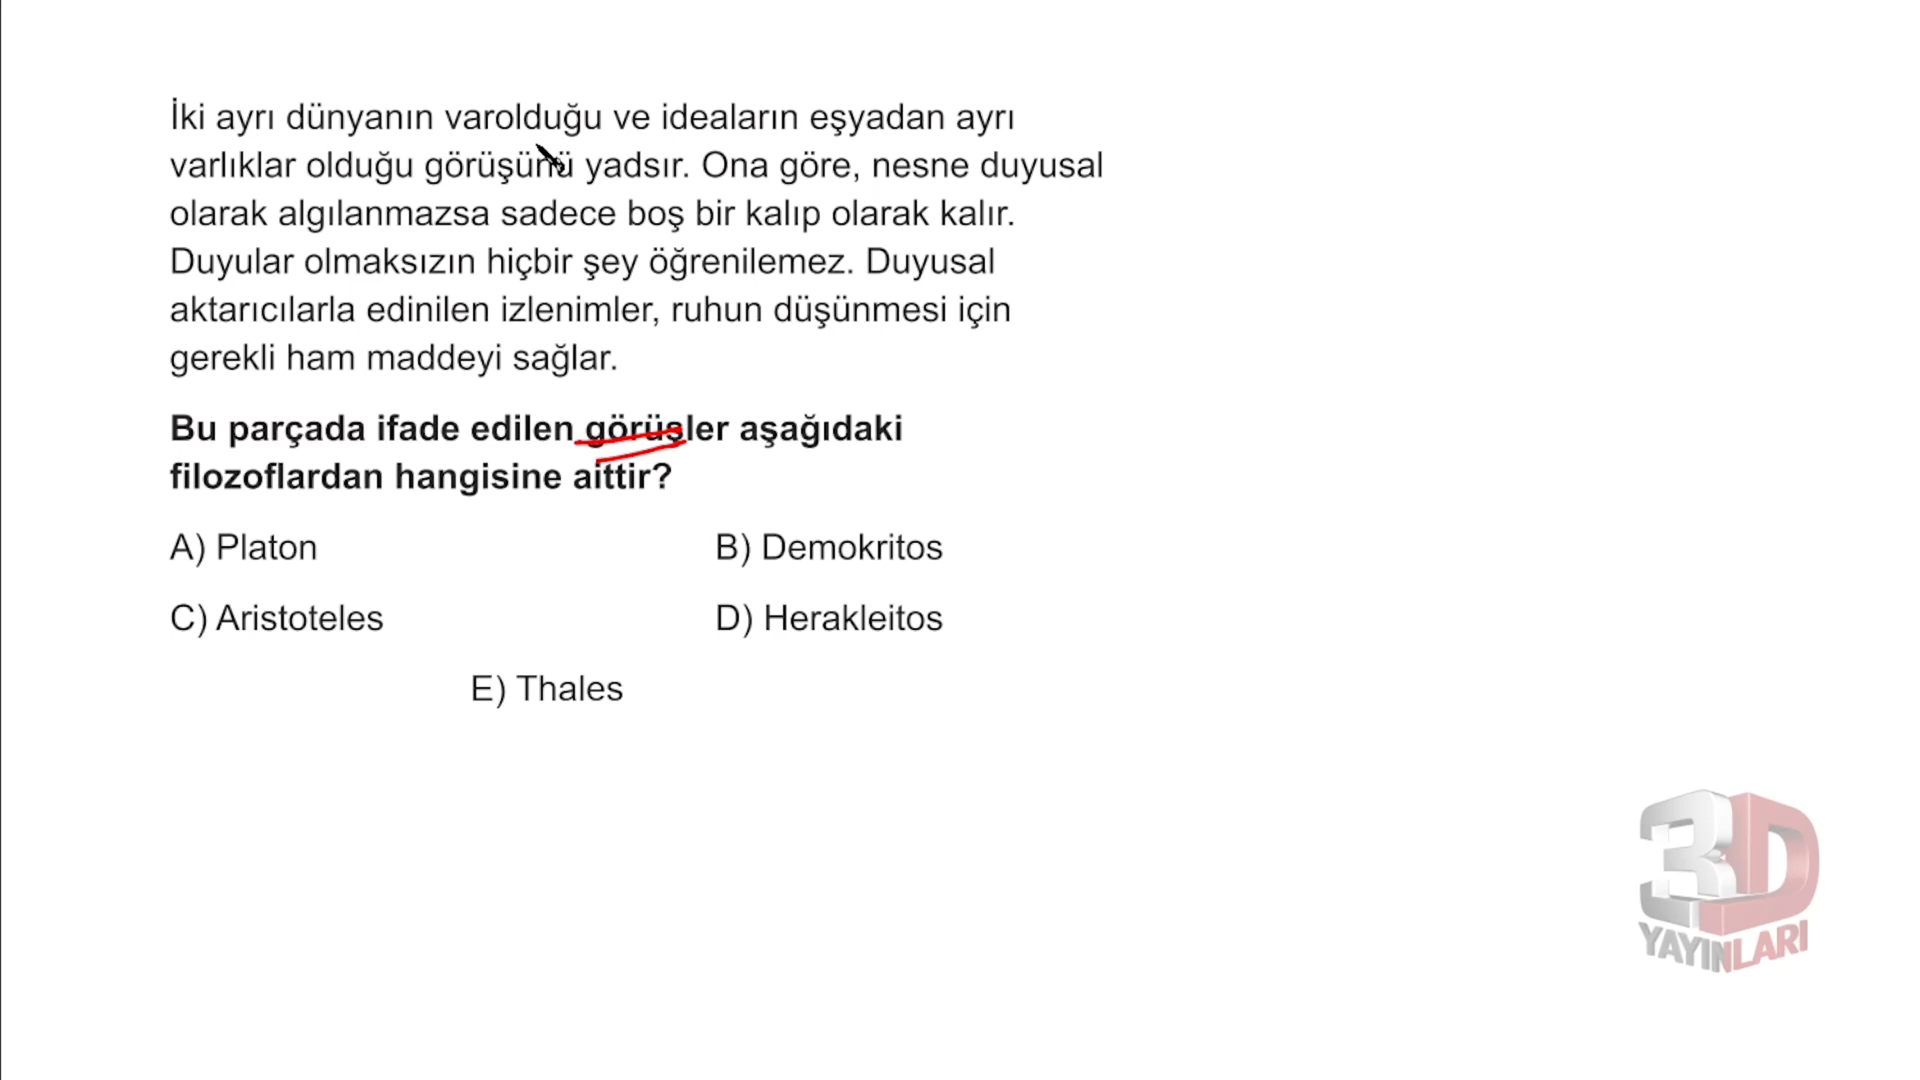 İki ayrı dünyanın varolduğu ve ideaların eşyadan ayrı
varlıklar olduğu görüşünü yadsır. Ona göre, nesne duyusal
olarak algılanmazsa sadece boş bir kalıp olarak kalır.
Duyular olmaksızın hiçbir şey öğrenilemez. Duyusal
aktarıcılarla edinilen izlenimler, ruhun düşünmesi için
gerekli ham maddeyi sağlar.
Bu parçada ifade edilen görüşler aşağıdaki
filozoflardan hangisine aittir?
A) Platon B) Demokritos
C) Aristoteles D) Herakleitos
E) Thales
3D
YAYINLARI